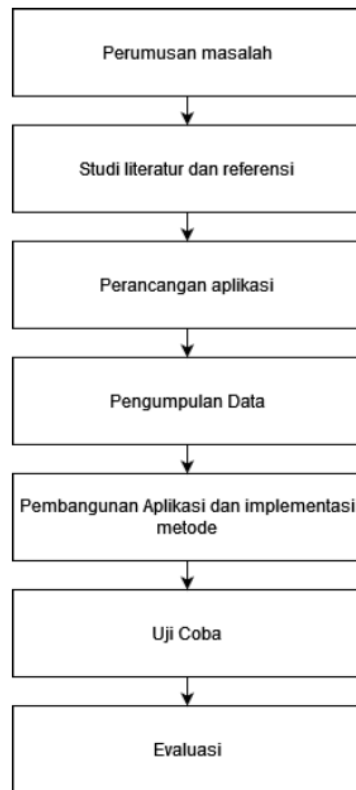 Perumusan masalah
Studi literatur dan referensi
Perancangan aplikasi
Pengumpulan Data
Pembangunan Aplikasi dan implementasi
metode
Uji Coba
Evaluasi